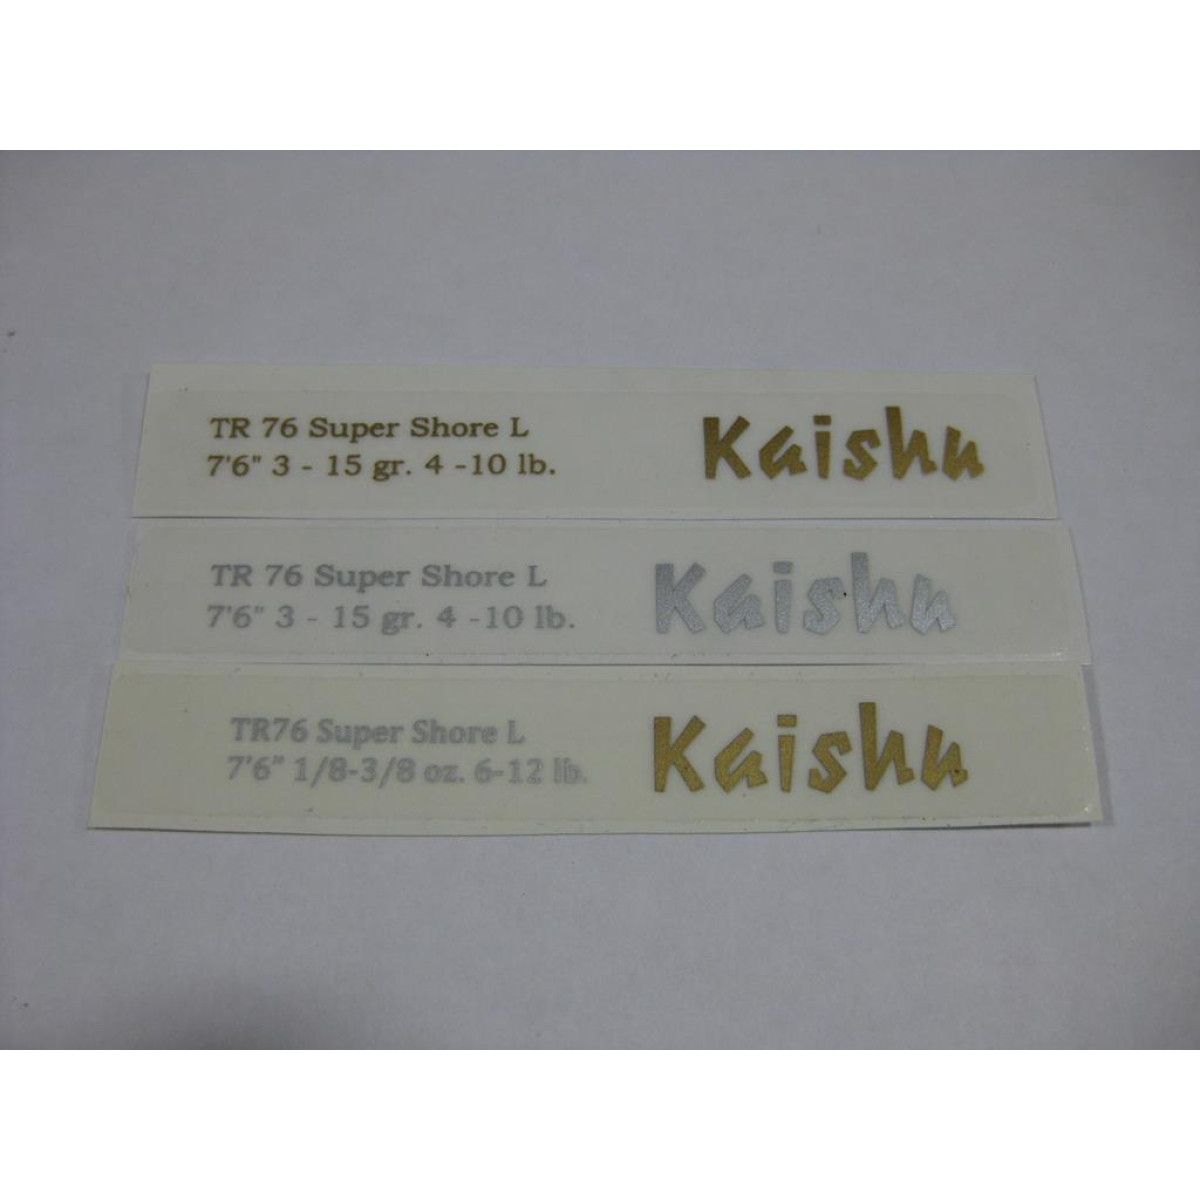 TR 76 Super Shore L
7'6" 3 - 15 gr. 4 -10 lb.
Kaishu
TR 76 Super Shore L
7'6" 3 - 15 gr. 4 -10 lb.
Kaishu
TR76 Super Shore L
7'6" 1/8-3/8 oz. 6-12 lb.
Kaishu